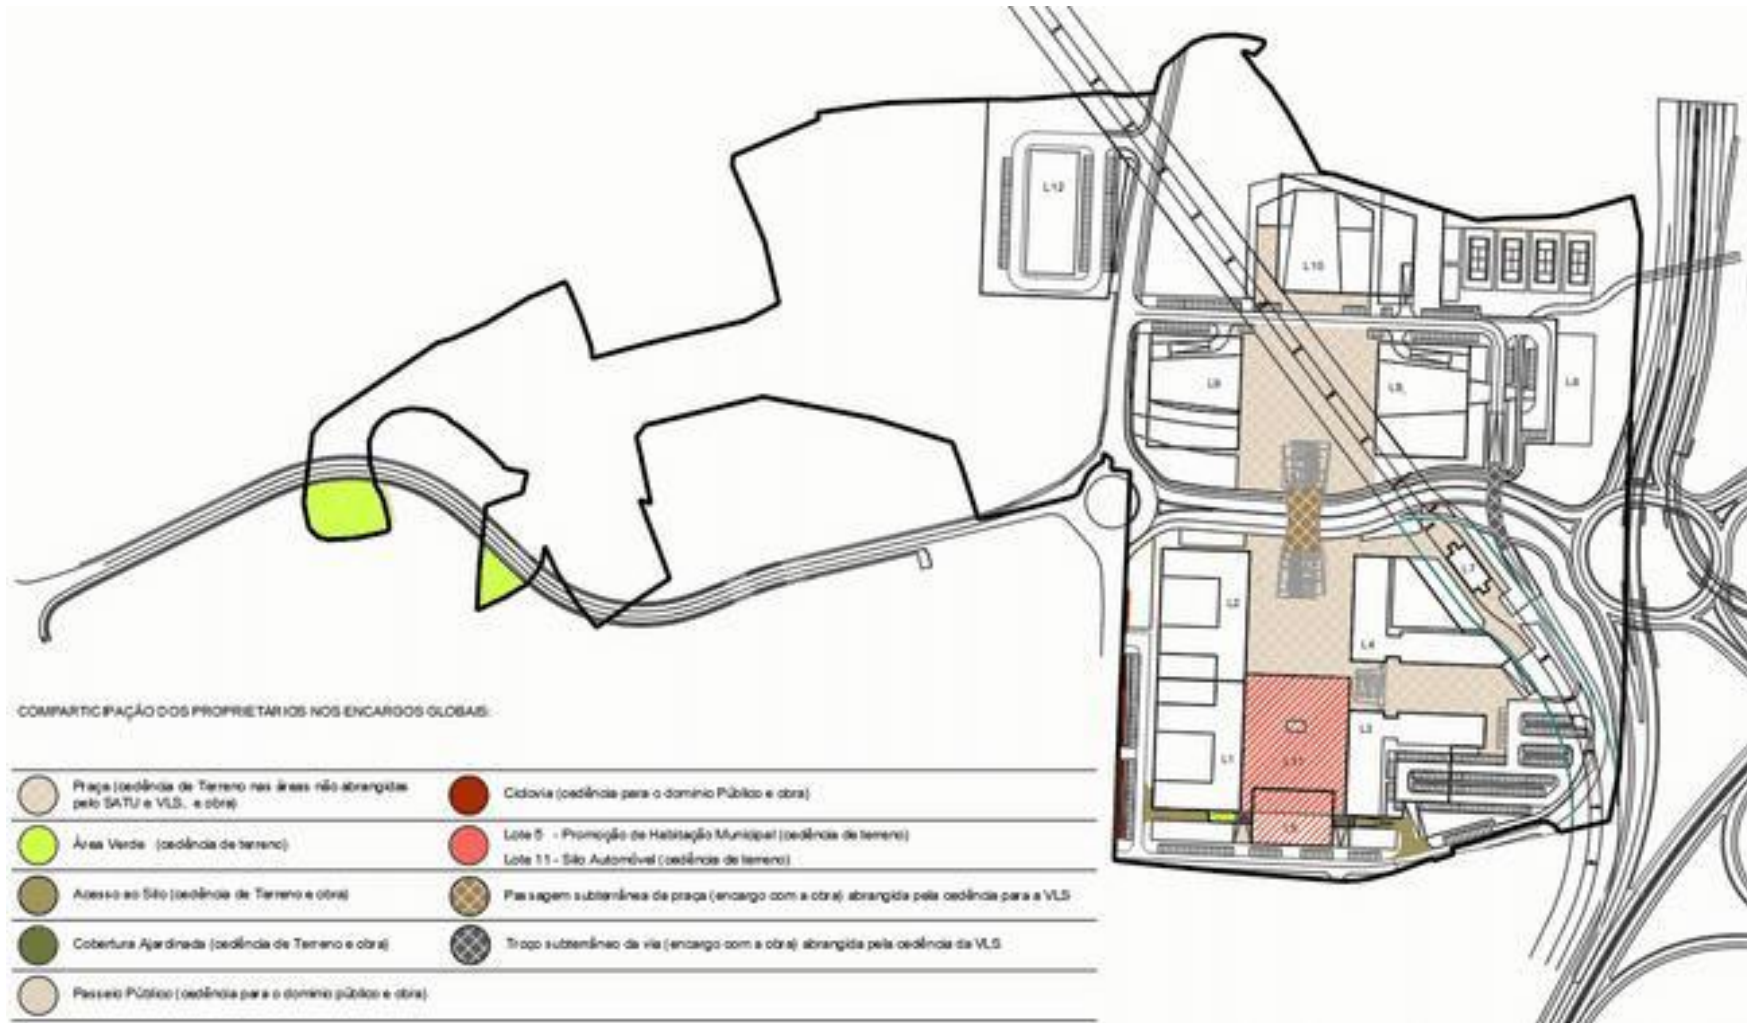 L12
L10
L9
L8
L8
L7
L2
L4
L3
L1
L11
L5
COMPARTICIPAÇÃO DOS PROPRIETÁRIOS NOS ENCARGOS GLOBAIS:
Praça (cedência de Terreno nas áreas não abrangidas
pelo SATU e VLS, e obra)
Ciclovia (cedência para o domínio Público e obra)
Área Verde (cedência de terreno)
Lote 5 - Promoção de Habitação Municipal (cedência de terreno)
Lote 11 - Silo Automóvel (cedência de terreno)
Acesso ao Silo (cedência de Terreno e obra)
Passagem subterrânea da praça (encargo com a obra) abrangida pela cedência para a VLS
Cobertura Ajardinada (cedência de Terreno e obra)
Troço subterrâneo da via (encargo com a obra) abrangida pela cedência da VLS
Passeio Público (cedência para o domínio público e obra)